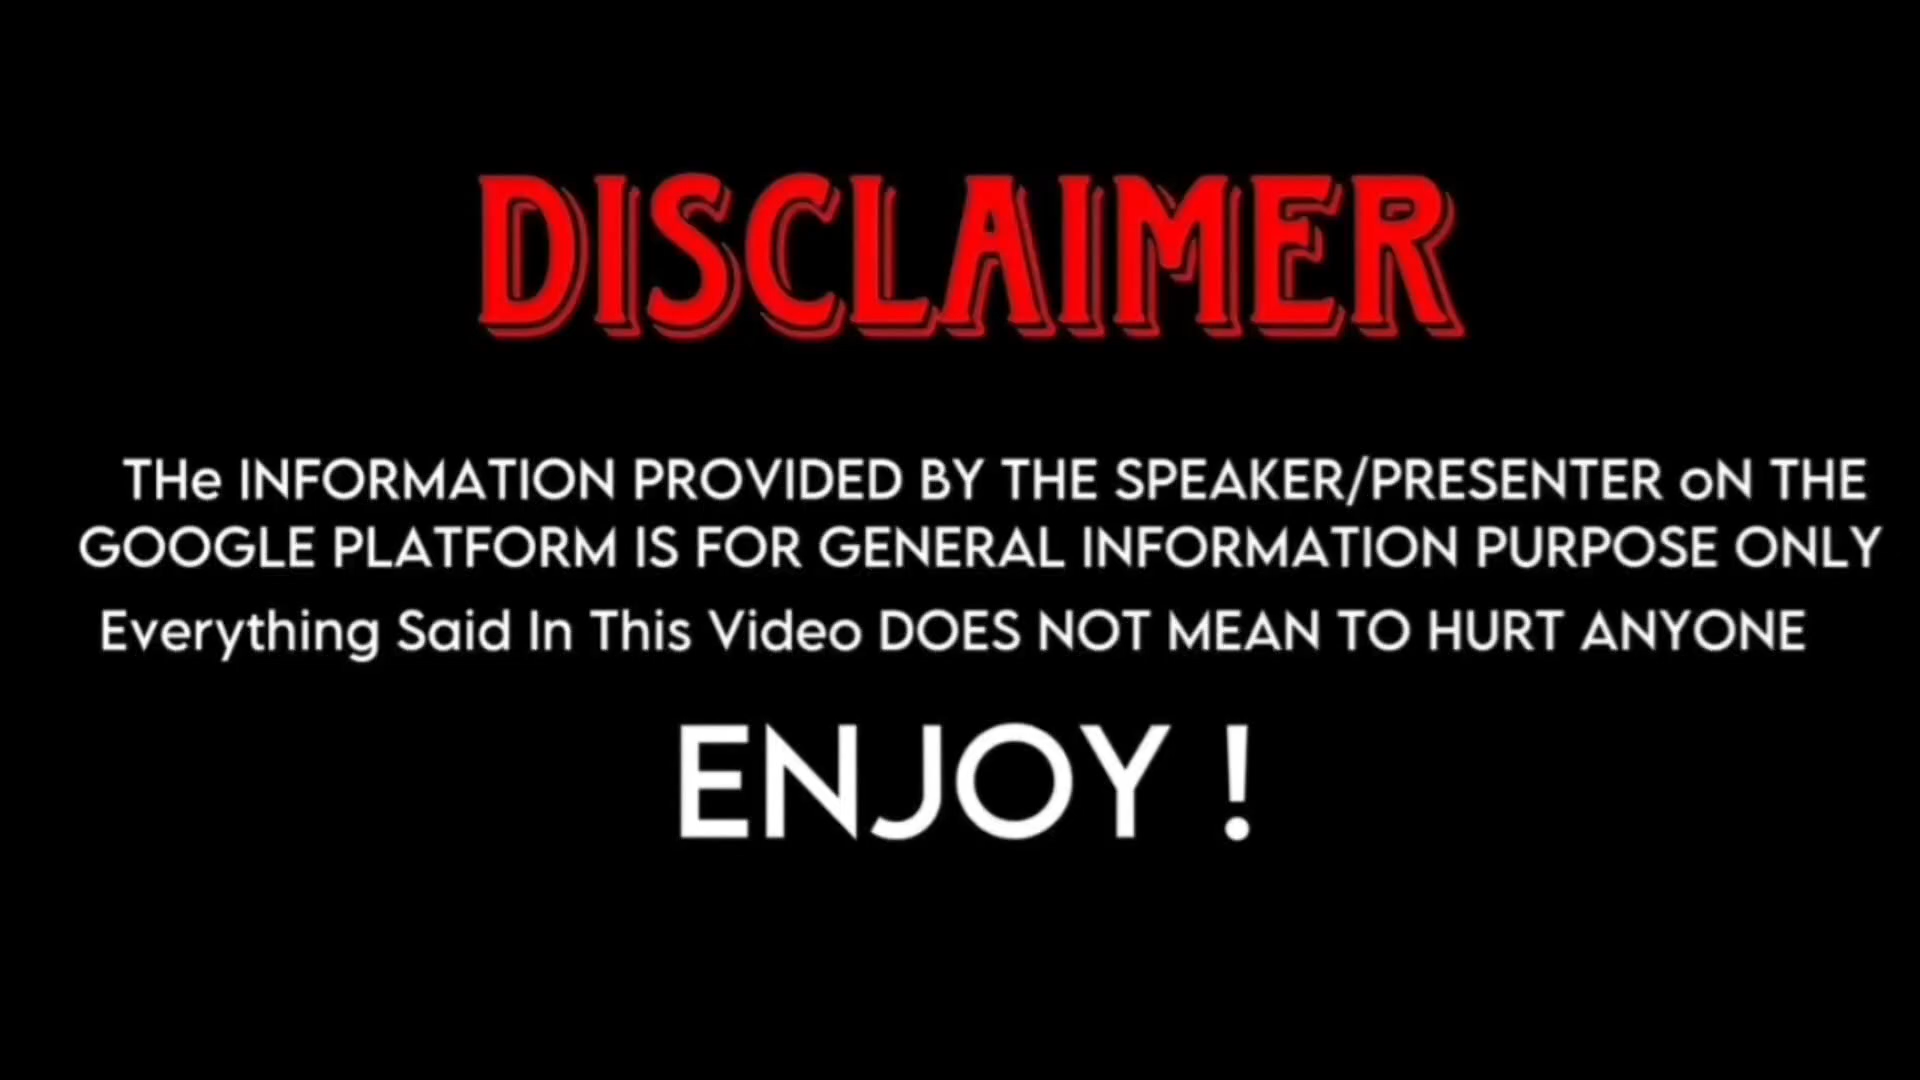 DISCLAIMER
THe INFORMATION PROVIDED BY THE SPEAKER/PRESENTER oN THE
GOOGLE PLATFORM IS FOR GENERAL INFORMATION PURPOSE ONLY
Everything Said In This Video DOES NOT MEAN TO HURT ANYONE
ENJOY !